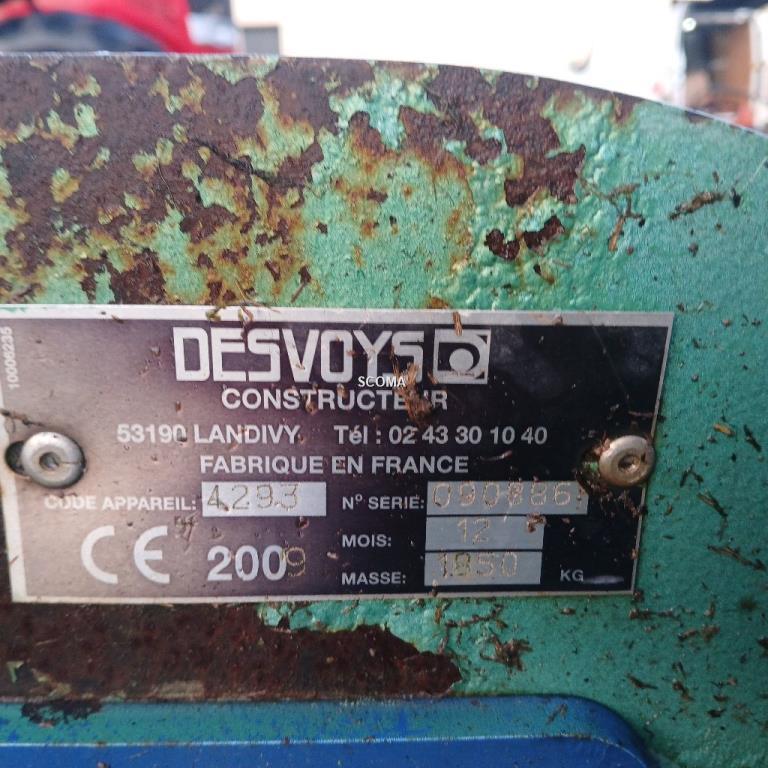 DESVOYS
SCOMA
CONSTRUCTEUR
53190 LANDIVY Tél : 02 43 30 10 40
FABRIQUE EN FRANCE
CODE APPAREIL: 4293 N° SERIE: 090886
CE 2009 MOIS: 12
MASSE: 1850 KG
10006235